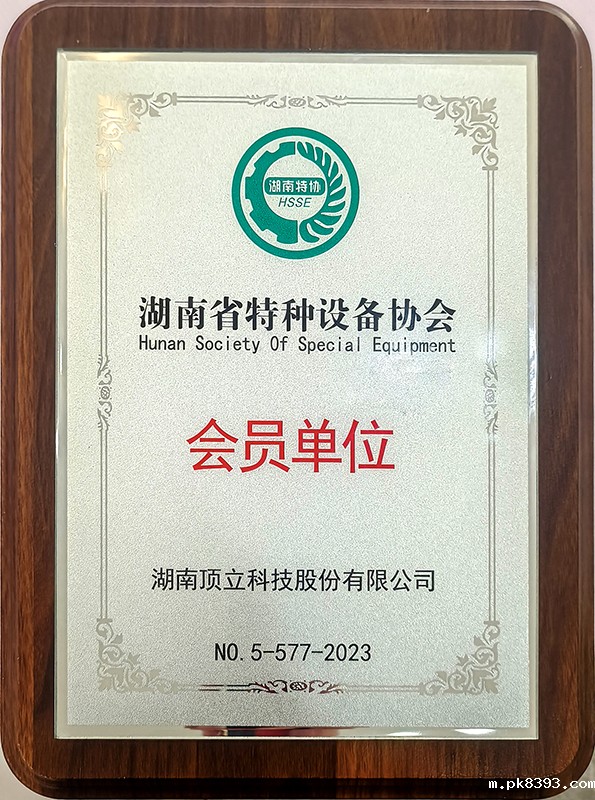 湖南特协
HSSE
湖南省特种设备协会
Hunan Society Of Special Equipment
会员单位
湖南顶立科技股份有限公司
NO.5-577-2023
m.pk8393.com